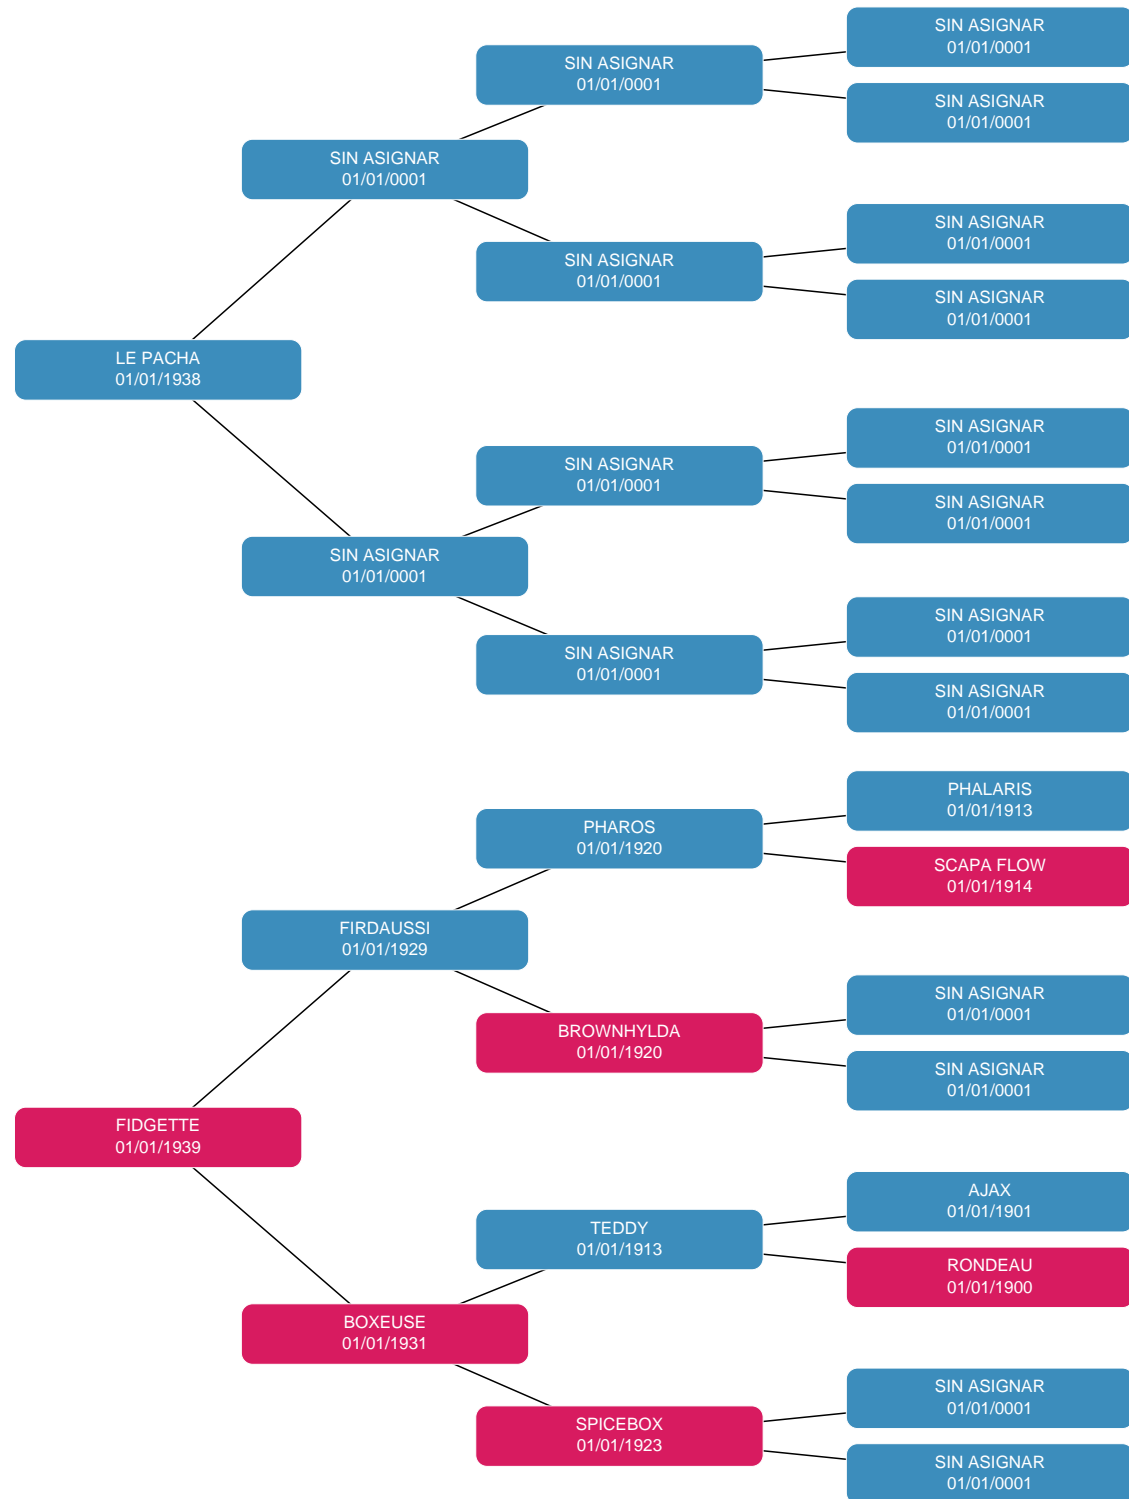 SIN ASIGNAR
01/01/0001
SIN ASIGNAR
01/01/0001
SIN ASIGNAR
01/01/0001
SIN ASIGNAR
01/01/0001
SIN ASIGNAR
01/01/0001
SIN ASIGNAR
01/01/0001
SIN ASIGNAR
01/01/0001
LE PACHA
01/01/1938
SIN ASIGNAR
01/01/0001
SIN ASIGNAR
01/01/0001
SIN ASIGNAR
01/01/0001
SIN ASIGNAR
01/01/0001
SIN ASIGNAR
01/01/0001
SIN ASIGNAR
01/01/0001
SIN ASIGNAR
01/01/0001
PHALARIS
01/01/1913
PHAROS
01/01/1920
SCAPA FLOW
01/01/1914
FIRDAUSSI
01/01/1929
SIN ASIGNAR
01/01/0001
BROWNHYLDA
01/01/1920
SIN ASIGNAR
01/01/0001
FIDGETTE
01/01/1939
AJAX
01/01/1901
TEDDY
01/01/1913
RONDEAU
01/01/1900
BOXEUSE
01/01/1931
SIN ASIGNAR
01/01/0001
SPICEBOX
01/01/1923
SIN ASIGNAR
01/01/0001